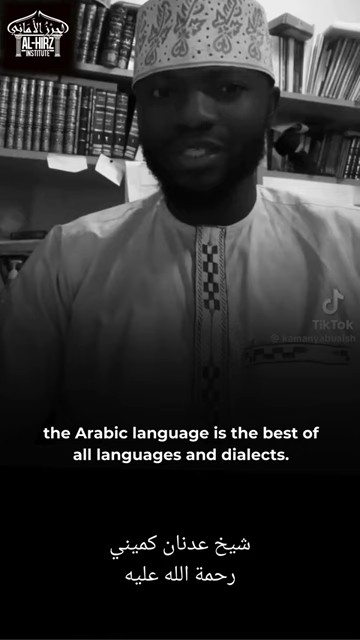 الحرز الأماني
AL-HIRZ
INSTITUTE
TikTok
@kamanyabualsh
the Arabic language is the best of
all languages and dialects.
شيخ عدنان كميني
رحمة الله عليه